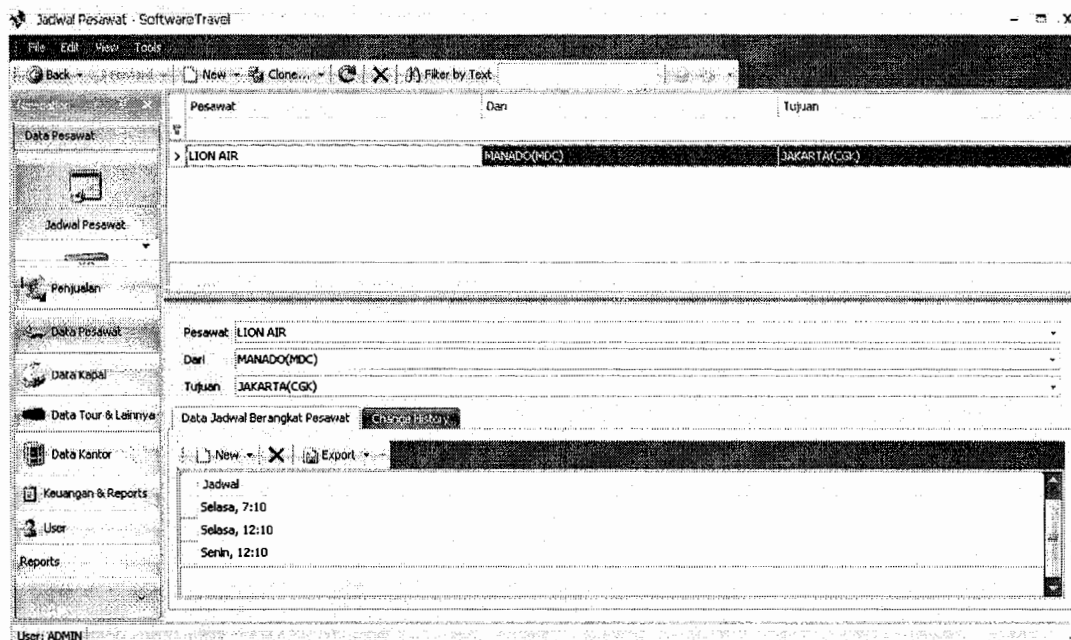 Jadwal Pesawat - SoftwareTravel
File Edit View Tools
Back Forward New Clone... Filter by Text
Data Pesawat
Jadwal Pesawat
Penjualan
Data Pesawat
Data Kapal
Data Tour & Lainnya
Data Kantor
Keuangan & Reports
User
Reports
Pesawat Dari Tujuan
LION AIR MANADO(MDC) JAKARTA(CGK)
Pesawat LION AIR
Dari MANADO(MDC)
Tujuan JAKARTA(CGK)
Data Jadwal Berangkat Pesawat Change History
New Export
Jadwal
Selasa, 7:10
Selasa, 12:10
Senin, 12:10
User: ADMIN